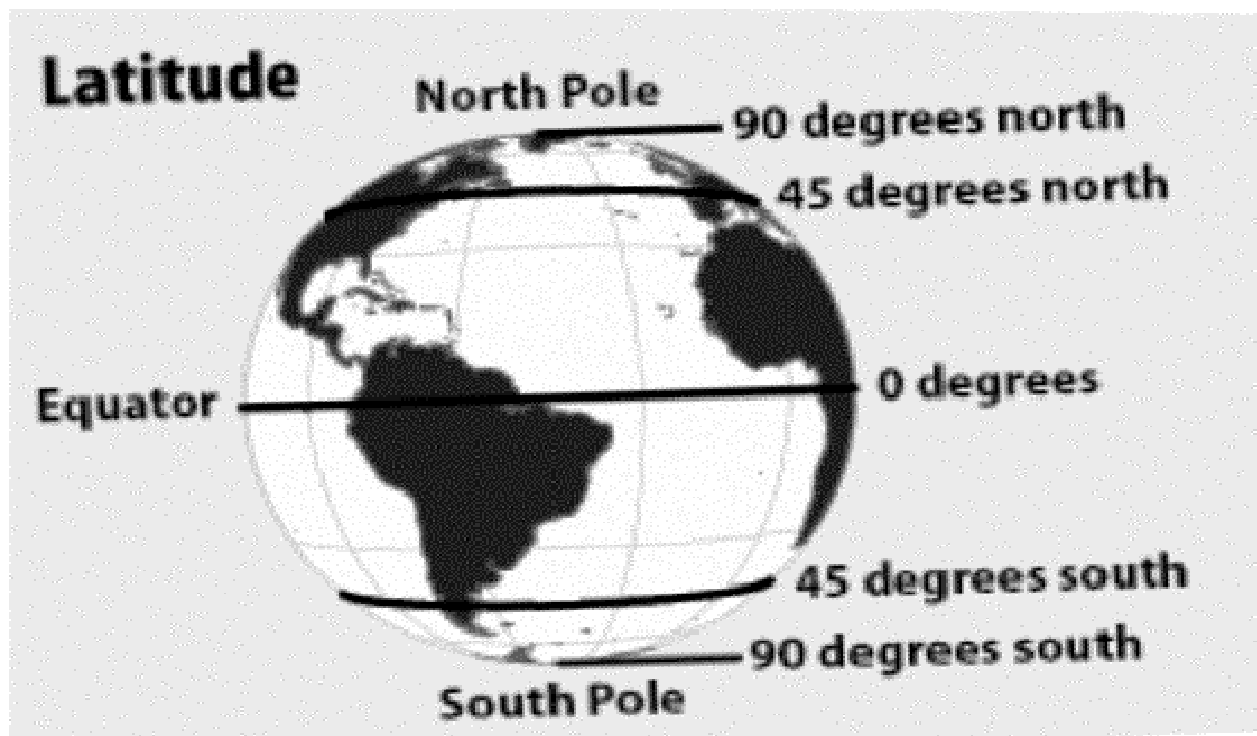 Latitude
North Pole
90 degrees north
45 degrees north
Equator
0 degrees
45 degrees south
90 degrees south
South Pole